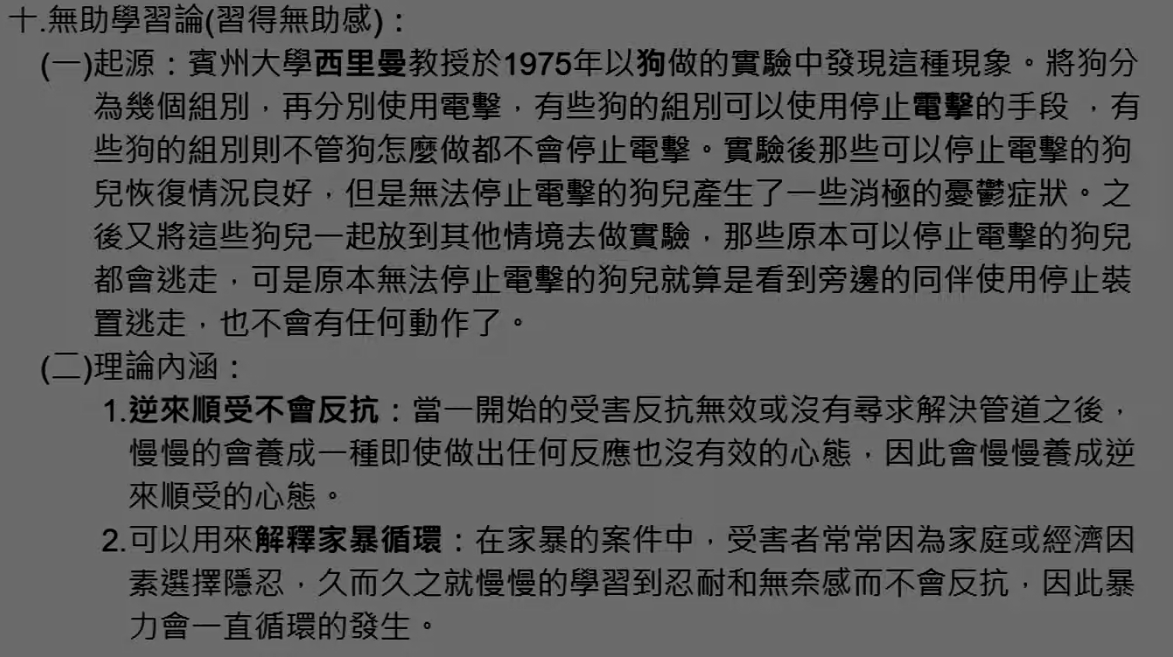 十.無助學習論(習得無助感)：
(一)起源：賓州大學西里曼教授於1975年以狗做的實驗中發現這種現象。將狗分
為幾個組別，再分別使用電擊，有些狗的組別可以使用停止電擊的手段 ，有
些狗的組別則不管狗怎麼做都不會停止電擊。實驗後那些可以停止電擊的狗
兒恢復情況良好，但是無法停止電擊的狗兒產生了一些消極的憂鬱症狀。之
後又將這些狗兒一起放到其他情境去做實驗，那些原本可以停止電擊的狗兒
都會逃走，可是原本無法停止電擊的狗兒就算是看到旁邊的同伴使用停止裝
置逃走，也不會有任何動作了。
(二)理論內涵：
1.逆來順受不會反抗：當一開始的受害反抗無效或沒有尋求解決管道之後，
慢慢的會養成一種即使做出任何反應也沒有效的心態，因此會慢慢養成逆
來順受的心態。
2.可以用來解釋家暴循環：在家暴的案件中，受害者常常因為家庭或經濟因
素選擇隱忍，久而久之就慢慢的學習到忍耐和無奈感而不會反抗，因此暴
力會一直循環的發生。